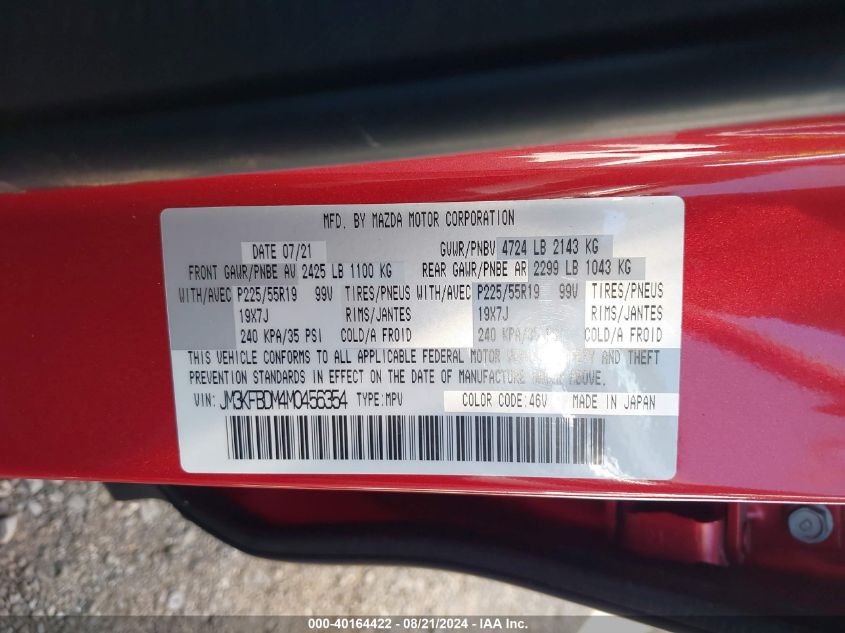 MFD. BY MAZDA MOTOR CORPORATION
DATE 07/21 GVWR/PNBV 4724 LB 2143 KG
FRONT GAWR/PNBE AV 2425 LB 1100 KG REAR GAWR/PNBE AR 2299 LB 1043 KG
WITH/AVEC P225/55R19 99V TIRES/PNEUS WITH/AVEC P225/55R19 99V TIRES/PNEUS
19X7J RIMS/JANTES 19X7J RIMS/JANTES
240 KPA/35 PSI COLD/A FROID 240 KPA/35 PSI COLD/A FROID
THIS VEHICLE CONFORMS TO ALL APPLICABLE FEDERAL MOTOR AND THEFT
PREVENTION STANDARDS IN EFFECT ON THE DATE OF MANUFACTURE SHOWN ABOVE.
VIN: JM3KFBDM4M0456354 TYPE:MPV COLOR CODE:46V MADE IN JAPAN
000-40164422 - 08/21/2024 - IAA Inc.